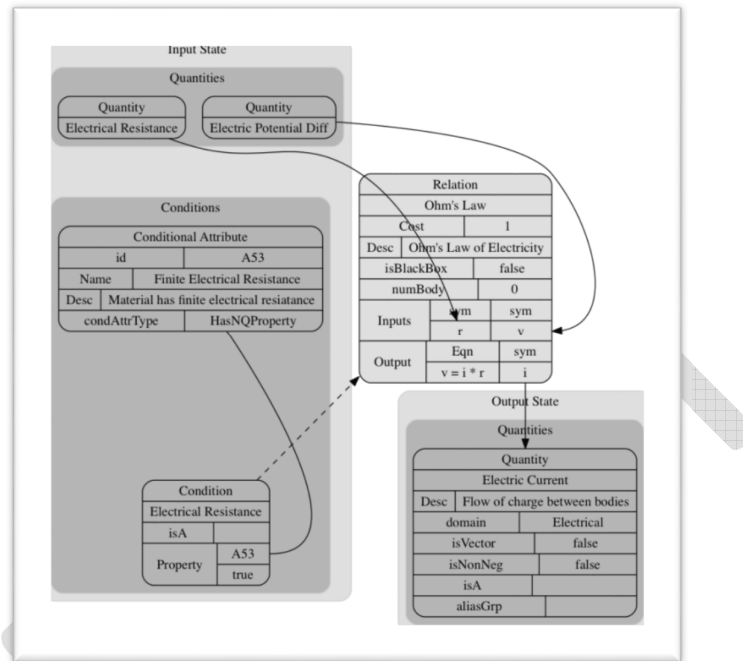 Input State
Quantities
Quantity
Electrical Resistance
Quantity
Electric Potential Diff
Conditions
Conditional Attribute
id A53
Name Finite Electrical Resistance
Desc Material has finite electrical resiatance
condAttrType HasNQProperty
Condition
Electrical Resistance
isA
Property A53
true
Relation
Ohm's Law
Cost 1
Desc Ohm's Law of Electricity
isBlackBox false
numBody 0
Inputs sym sym
r v
Output Eqn sym
v = i * r i
Output State
Quantities
Quantity
Electric Current
Desc Flow of charge between bodies
domain Electrical
isVector false
isNonNeg false
isA
aliasGrp